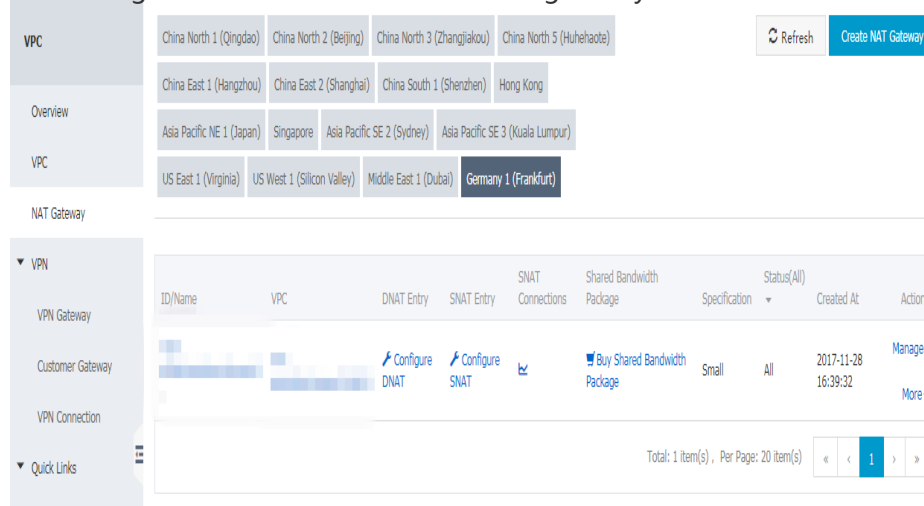 VPC
Overview
VPC
NAT Gateway
VPN
VPN Gateway
Customer Gateway
VPN Connection
Quick Links
China North 1 (Qingdao) China North 2 (Beijing) China North 3 (Zhangjiakou) China North 5 (Huhehaote)
China East 1 (Hangzhou) China East 2 (Shanghai) China South 1 (Shenzhen) Hong Kong
Asia Pacific NE 1 (Japan) Singapore Asia Pacific SE 2 (Sydney) Asia Pacific SE 3 (Kuala Lumpur)
US East 1 (Virginia) US West 1 (Silicon Valley) Middle East 1 (Dubai) Germany 1 (Frankfurt)
Refresh Create NAT Gateway
ID/Name VPC DNAT Entry SNAT Entry SNAT Connections Shared Bandwidth Package Specification Status(All) Created At Action
Configure DNAT
Configure SNAT
Buy Shared Bandwidth Package
Small
All
2017-11-28
16:39:32
Manage
More
Total: 1 item(s) , Per Page: 20 item(s) « ‹ 1 › »